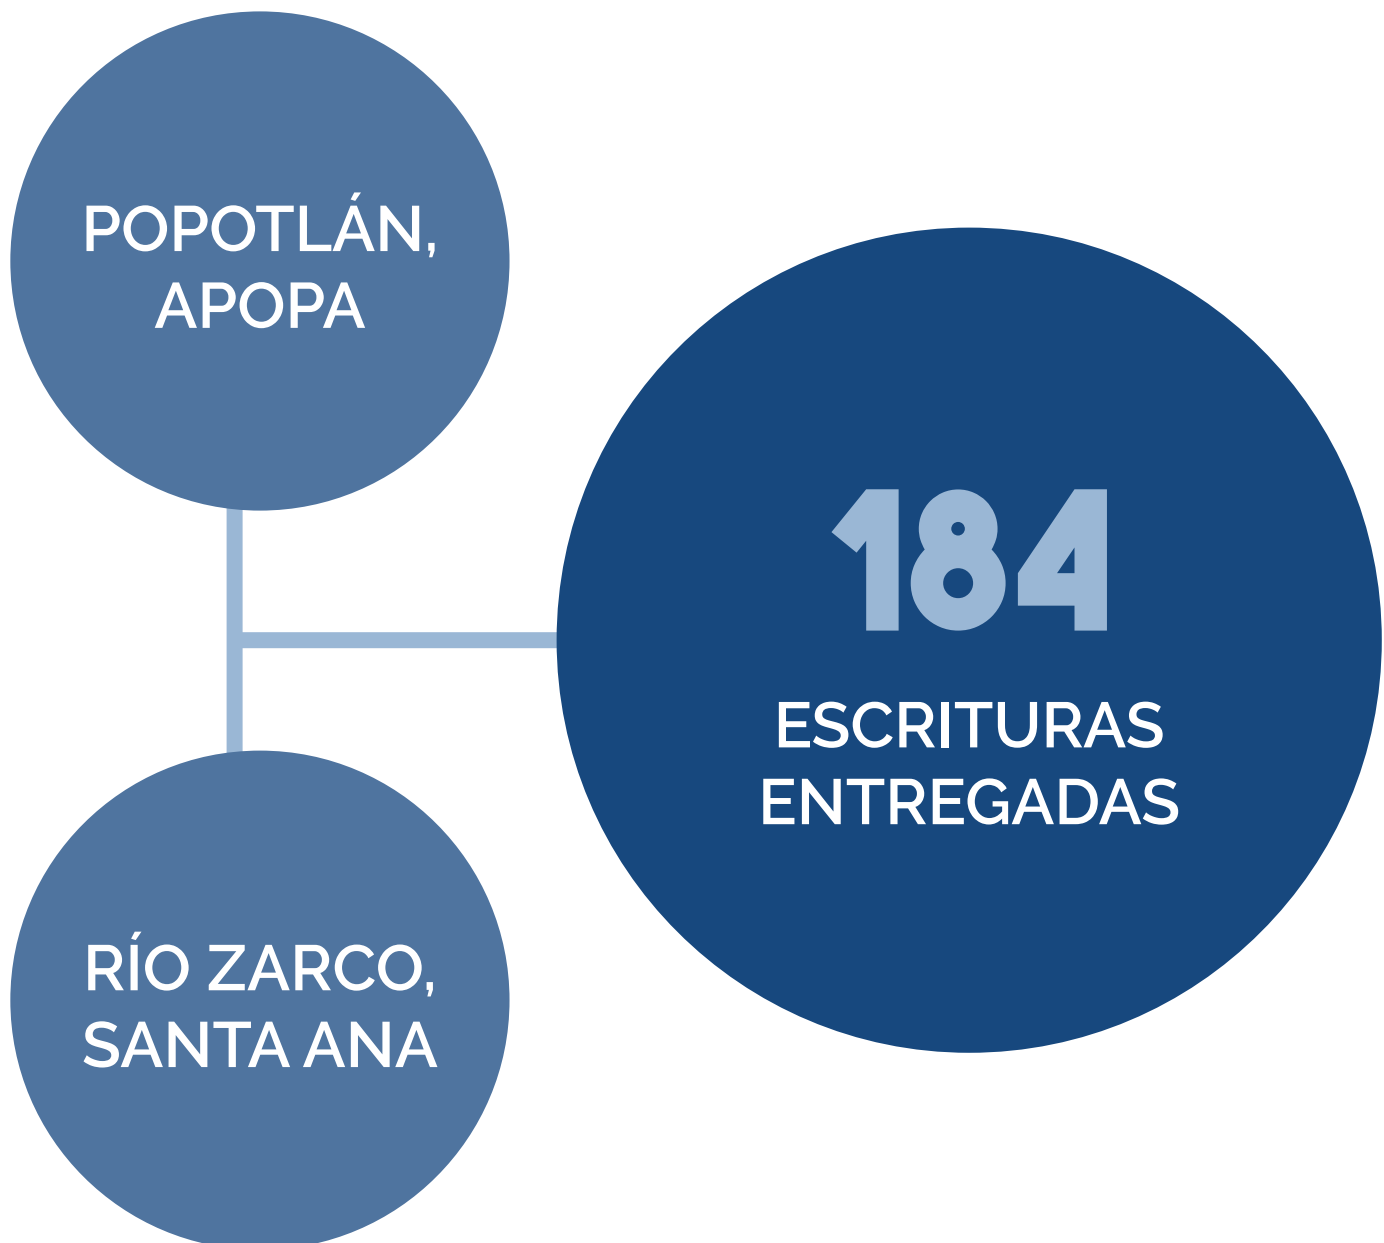 POPOTLÁN,
APOPA
184
ESCRITURAS
ENTREGADAS
RÍO ZARCO,
SANTA ANA